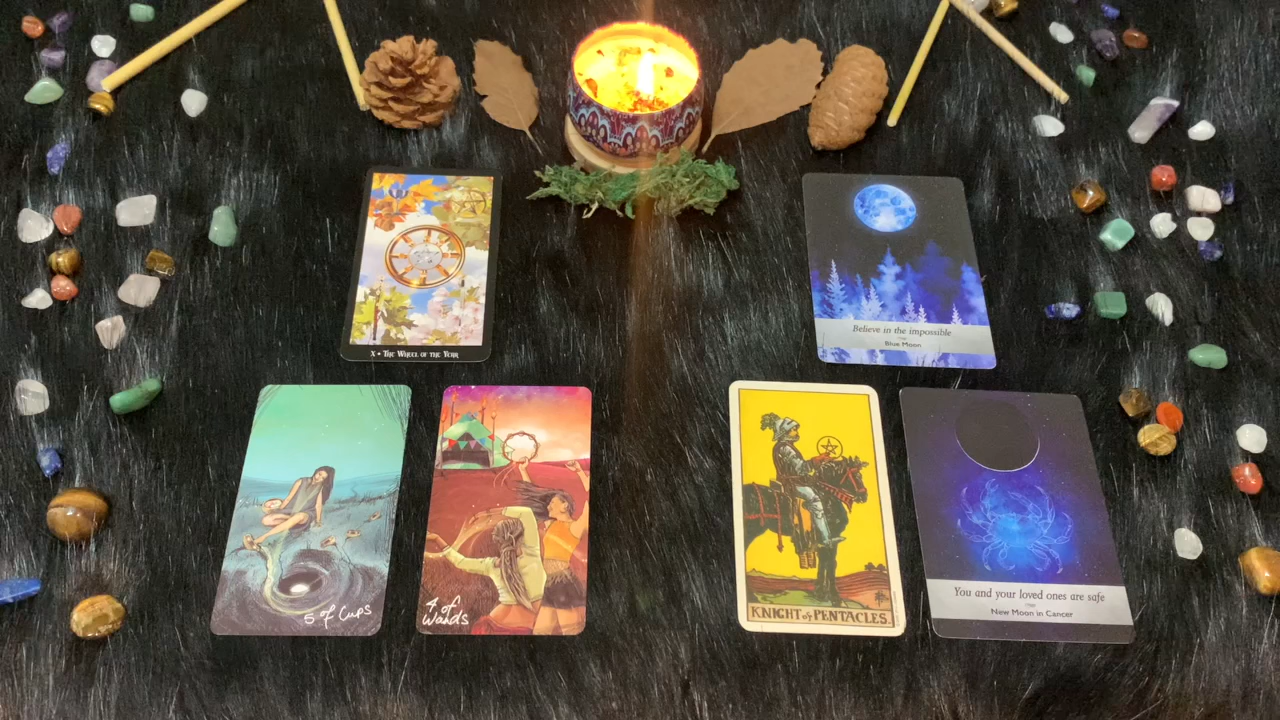 X • THE WHEEL OF THE YEAR
Believe in the impossible
Blue Moon
5 of Cups
4 of
Wands
KNIGHT of PENTACLES.
You and your loved ones are safe
New Moon in Cancer